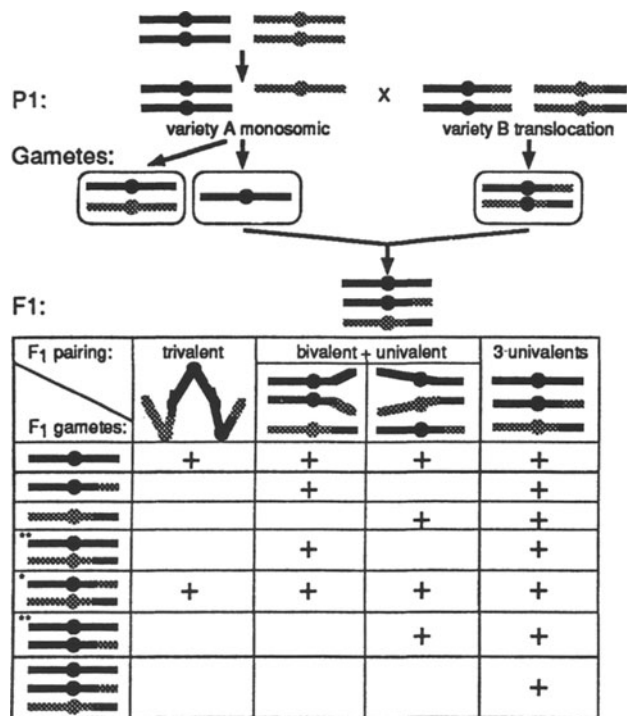 P1:
X
variety A monosomic
variety B translocation
Gametes:
F1:
F1 pairing:
trivalent
bivalent + univalent
3-univalents
F1 gametes:
+ + + +
+ +
+ +
** + +
* + + + +
** + +
+